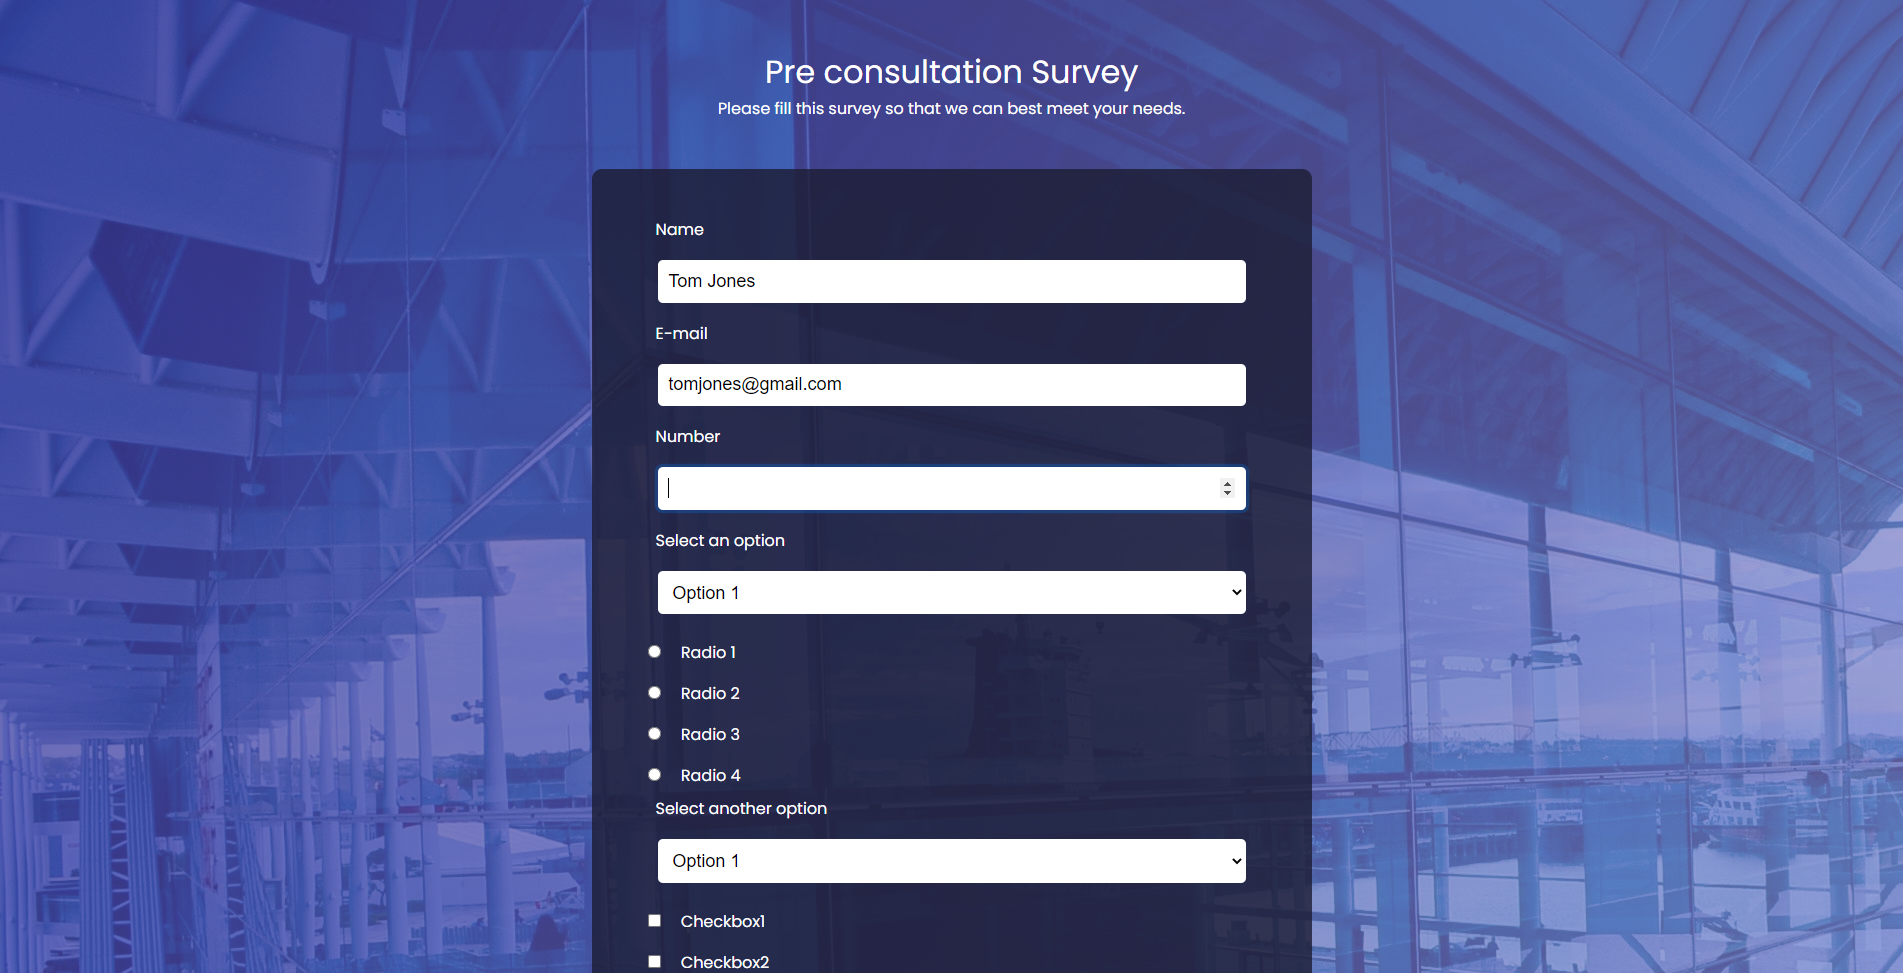 Pre consultation Survey
Please fill this survey so that we can best meet your needs.
Name
Tom Jones
E-mail
tomjones@gmail.com
Number
Select an option
Option 1
Radio 1
Radio 2
Radio 3
Radio 4
Select another option
Option 1
Checkbox1
Checkbox2